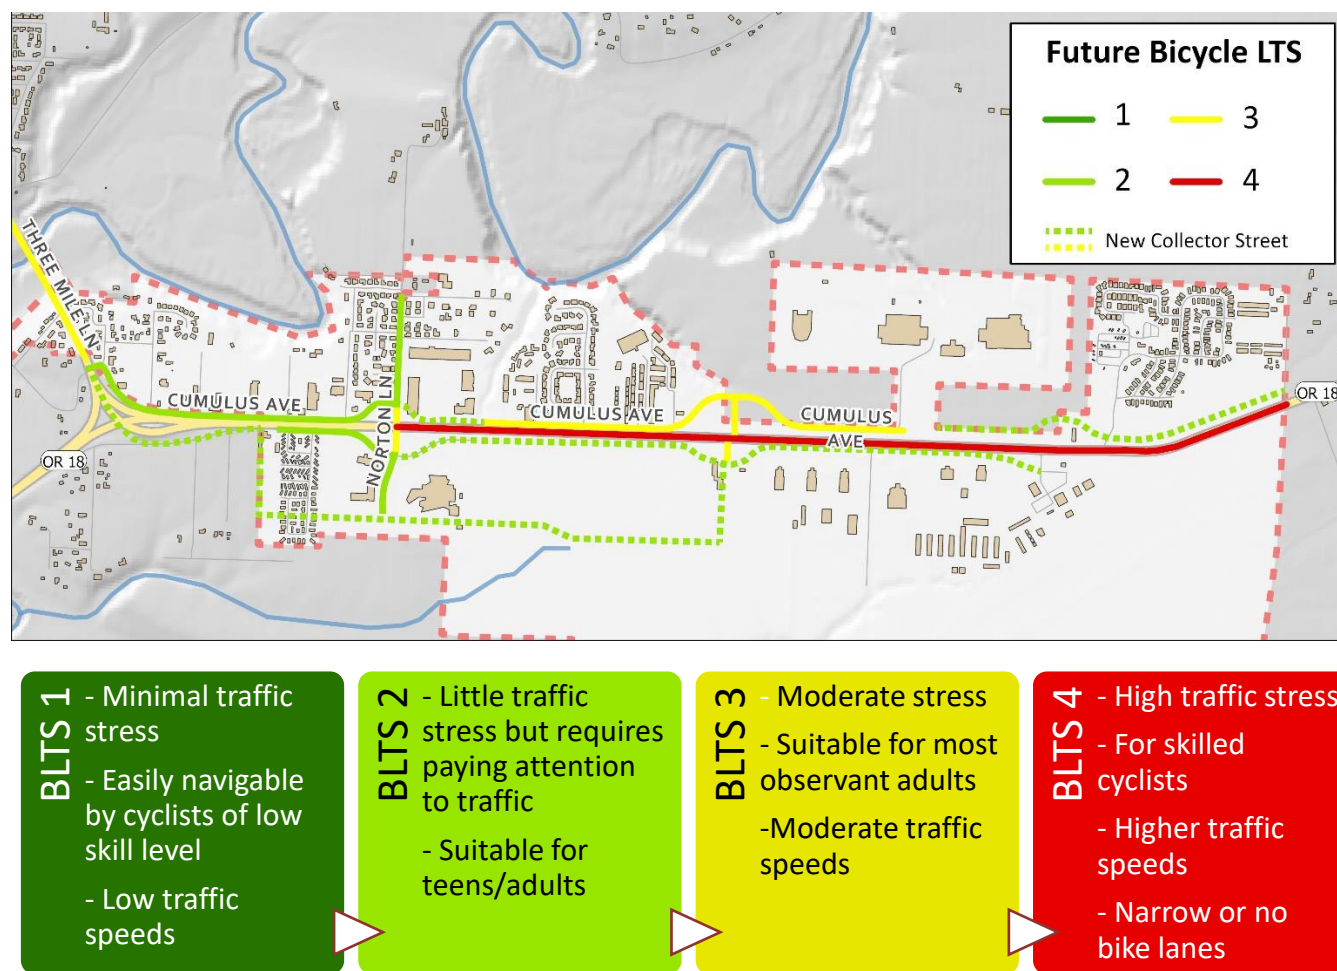 Future Bicycle LTS
1
3
2
4
New Collector Street
THREE MILE LN
CUMULUS AVE
NORTON LN
CUMULUS AVE
CUMULUS
AVE
OR 18
OR 18
BLTS 1
- Minimal traffic
stress
- Easily navigable
by cyclists of low
skill level
- Low traffic
speeds
BLTS 2
- Little traffic
stress but requires
paying attention
to traffic
- Suitable for
teens/adults
BLTS 3
- Moderate stress
- Suitable for most
observant adults
-Moderate traffic
speeds
BLTS 4
- High traffic stress
- For skilled
cyclists
- Higher traffic
speeds
- Narrow or no
bike lanes